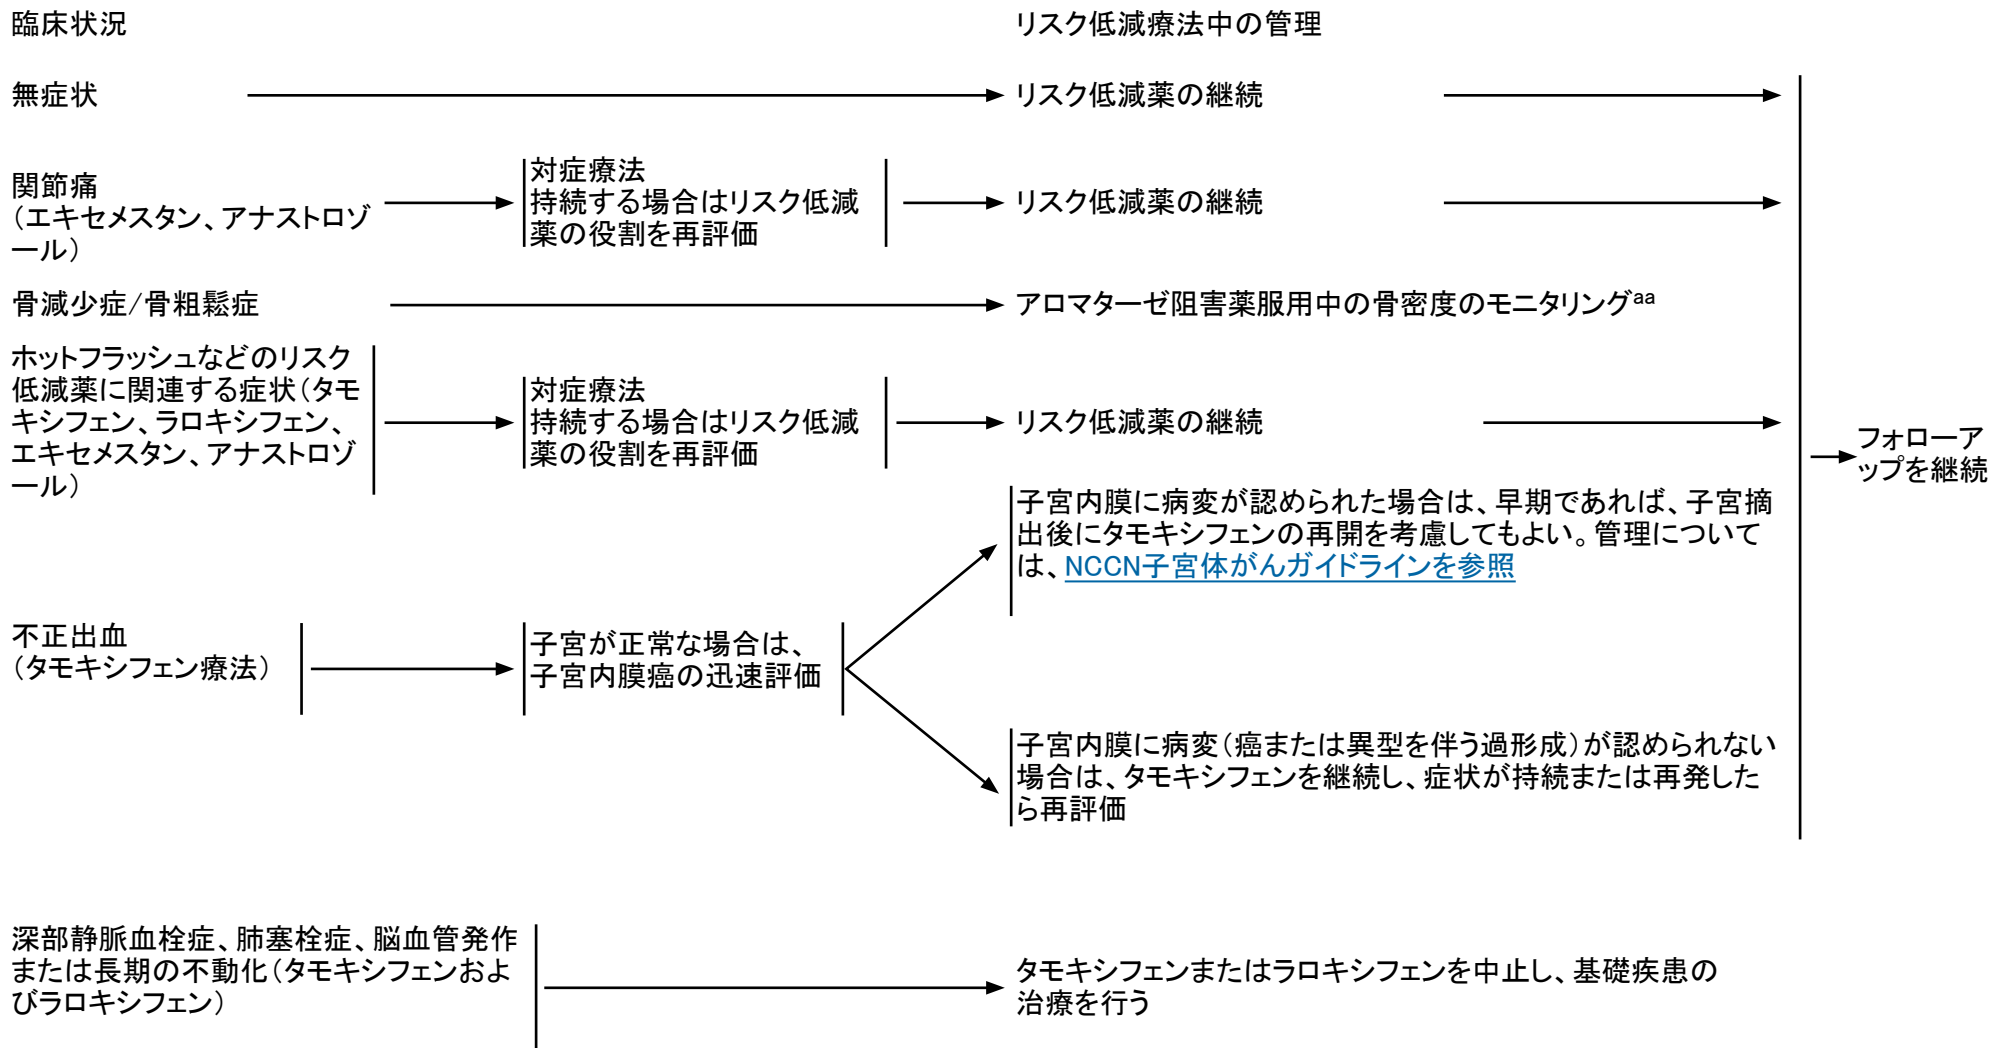 臨床状況
リスク低減療法中の管理
無症状
リスク低減薬の継続
関節痛
（エキセメスタン、アナストロゾ
ール）
対症療法
持続する場合はリスク低減
薬の役割を再評価
リスク低減薬の継続
骨減少症/骨粗鬆症
アロマターゼ阻害薬服用中の骨密度のモニタリングaa
ホットフラッシュなどのリスク
低減薬に関連する症状（タモ
キシフェン、ラロキシフェン、
エキセメスタン、アナストロゾ
ール）
対症療法
持続する場合はリスク低減
薬の役割を再評価
リスク低減薬の継続
フォローア
ップを継続
不正出血
（タモキシフェン療法）
子宮が正常な場合は、
子宮内膜癌の迅速評価
子宮内膜に病変が認められた場合は、早期であれば、子宮摘
出後にタモキシフェンの再開を考慮してもよい。管理について
は、NCCN子宮体がんガイドラインを参照
子宮内膜に病変（癌または異型を伴う過形成）が認められない
場合は、タモキシフェンを継続し、症状が持続または再発した
ら再評価
深部静脈血栓症、肺塞栓症、脳血管発作
または長期の不動化（タモキシフェンおよ
びラロキシフェン）
タモキシフェンまたはラロキシフェンを中止し、基礎疾患の
治療を行う